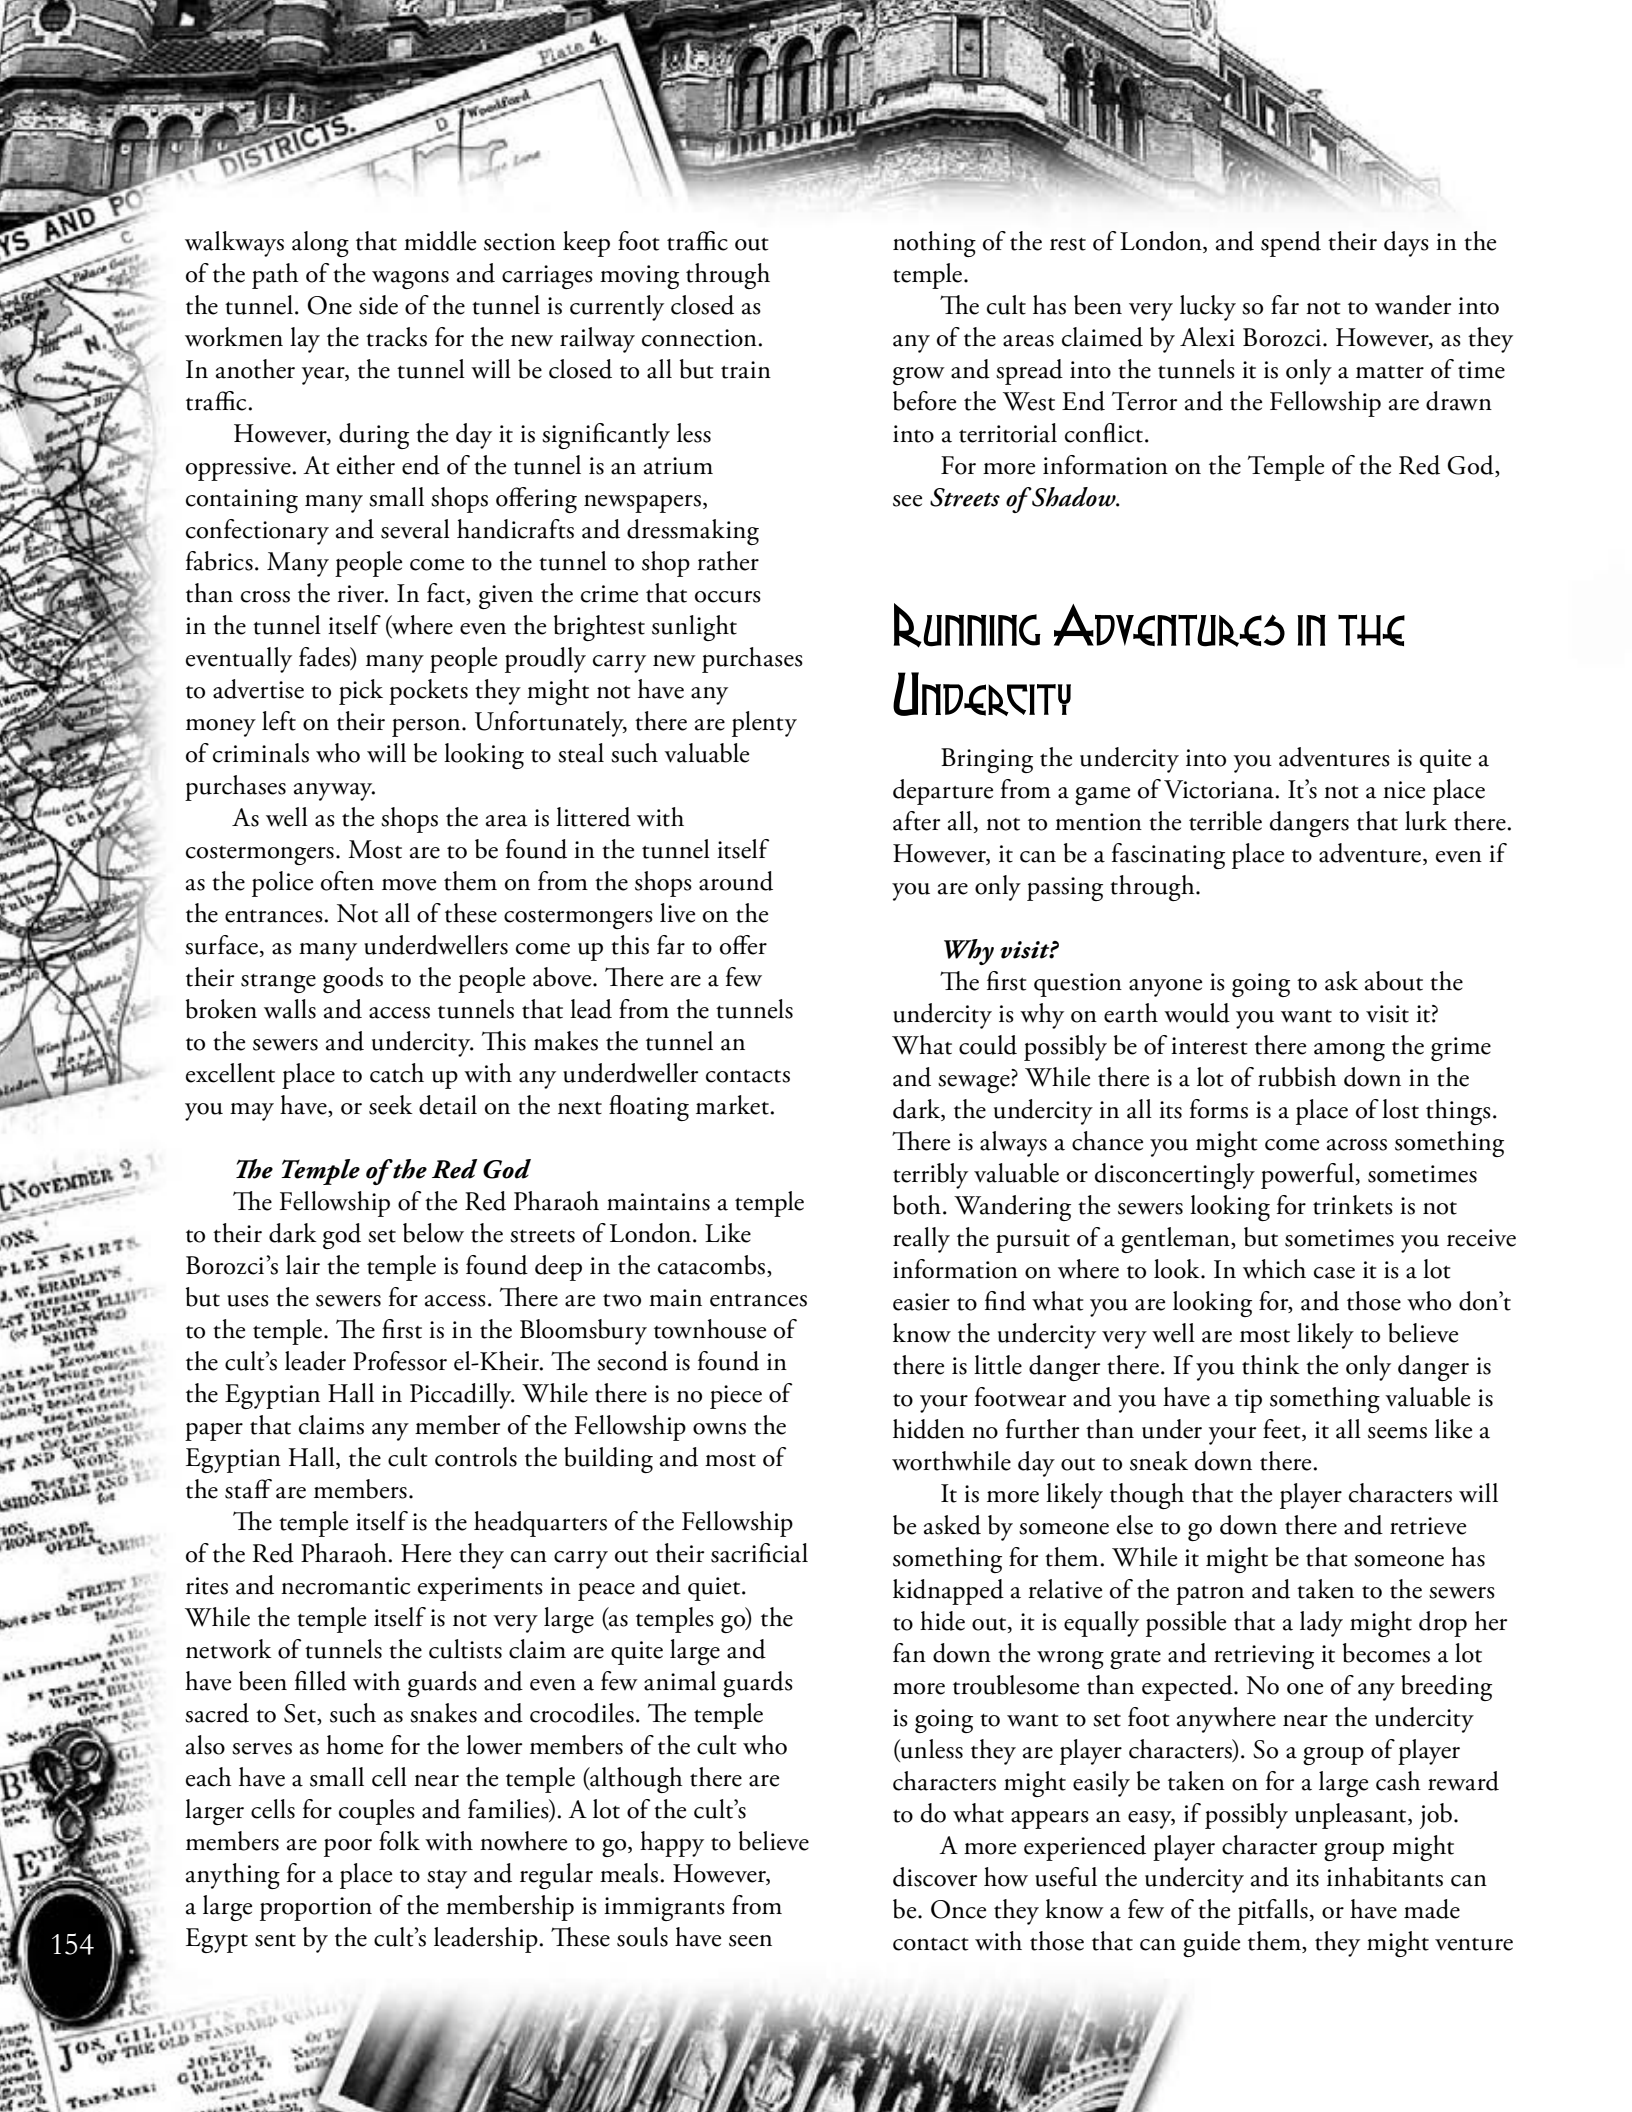 Plate 4.
DISTRICTS.
D
Woodford
YS AND PO
C
N.
walkways along that middle section keep foot traffic out
of the path of the wagons and carriages moving through
the tunnel. One side of the tunnel is currently closed as
workmen lay the tracks for the new railway connection.
In another year, the tunnel will be closed to all but train
traffic.
However, during the day it is significantly less
oppressive. At either end of the tunnel is an atrium
containing many small shops offering newspapers,
confectionary and several handicrafts and dressmaking
fabrics. Many people come to the tunnel to shop rather
than cross the river. In fact, given the crime that occurs
in the tunnel itself (where even the brightest sunlight
eventually fades) many people proudly carry new purchases
to advertise to pick pockets they might not have any
money left on their person. Unfortunately, there are plenty
of criminals who will be looking to steal such valuable
purchases anyway.
As well as the shops the area is littered with
costermongers. Most are to be found in the tunnel itself
as the police often move them on from the shops around
the entrances. Not all of these costermongers live on the
surface, as many underdwellers come up this far to offer
their strange goods to the people above. There are a few
broken walls and access tunnels that lead from the tunnels
to the sewers and undercity. This makes the tunnel an
excellent place to catch up with any underdweller contacts
you may have, or seek detail on the next floating market.
The Temple of the Red God
The Fellowship of the Red Pharaoh maintains a temple
to their dark god set below the streets of London. Like
Borozci's lair the temple is found deep in the catacombs,
but uses the sewers for access. There are two main entrances
to the temple. The first is in the Bloomsbury townhouse of
the cult's leader Professor el-Kheir. The second is found in
the Egyptian Hall in Piccadilly. While there is no piece of
paper that claims any member of the Fellowship owns the
Egyptian Hall, the cult controls the building and most of
the staff are members.
The temple itself is the headquarters of the Fellowship
of the Red Pharaoh. Here they can carry out their sacrificial
rites and necromantic experiments in peace and quiet.
While the temple itself is not very large (as temples go) the
network of tunnels the cultists claim are quite large and
have been filled with guards and even a few animal guards
sacred to Set, such as snakes and crocodiles. The temple
also serves as home for the lower members of the cult who
each have a small cell near the temple (although there are
larger cells for couples and families). A lot of the cult's
members are poor folk with nowhere to go, happy to believe
anything for a place to stay and regular meals. However,
a large proportion of the membership is immigrants from
Egypt sent by the cult's leadership. These souls have seen
nothing of the rest of London, and spend their days in the
temple.
The cult has been very lucky so far not to wander into
any of the areas claimed by Alexi Borozci. However, as they
grow and spread into the tunnels it is only a matter of time
before the West End Terror and the Fellowship are drawn
into a territorial conflict.
For more information on the Temple of the Red God,
see Streets of Shadow.
Running Adventures in the
Undercity
Bringing the undercity into you adventures is quite a
departure from a game of Victoriana. It's not a nice place
after all, not to mention the terrible dangers that lurk there.
However, it can be a fascinating place to adventure, even if
you are only passing through.
Why visit?
The first question anyone is going to ask about the
undercity is why on earth would you want to visit it?
What could possibly be of interest there among the grime
and sewage? While there is a lot of rubbish down in the
dark, the undercity in all its forms is a place of lost things.
There is always a chance you might come across something
terribly valuable or disconcertingly powerful, sometimes
both. Wandering the sewers looking for trinkets is not
really the pursuit of a gentleman, but sometimes you receive
information on where to look. In which case it is a lot
easier to find what you are looking for, and those who don't
know the undercity very well are most likely to believe
there is little danger there. If you think the only danger is
to your footwear and you have a tip something valuable is
hidden no further than under your feet, it all seems like a
worthwhile day out to sneak down there.
It is more likely though that the player characters will
be asked by someone else to go down there and retrieve
something for them. While it might be that someone has
kidnapped a relative of the patron and taken to the sewers
to hide out, it is equally possible that a lady might drop her
fan down the wrong grate and retrieving it becomes a lot
more troublesome than expected. No one of any breeding
is going to want to set foot anywhere near the undercity
(unless they are player characters). So a group of player
characters might easily be taken on for a large cash reward
to do what appears an easy, if possibly unpleasant, job.
A more experienced player character group might
discover how useful the undercity and its inhabitants can
be. Once they know a few of the pitfalls, or have made
contact with those that can guide them, they might venture
[NOVEMBER 2,
PLEX SKIRTS
J. W. BRADLEY'S
SKIRTS
154
JOS. GILLOTT'S
OF THE OLD STANDARD QUALITY
JOSEPH
GILLOTT,
Warranted.
TRADE-MARK: